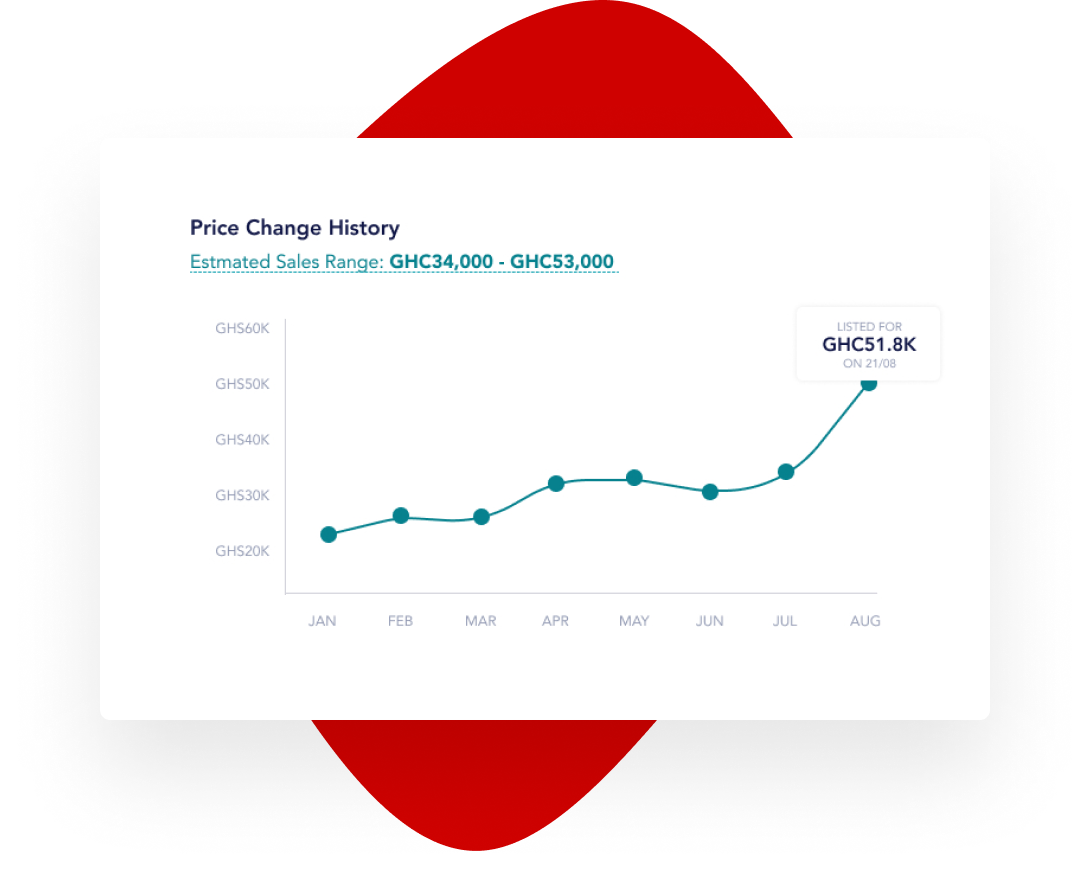 Price Change History
Estmated Sales Range: GHC34,000 - GHC53,000
LISTED FOR
GHC51.8K
ON 21/08
GHS60K
GHS50K
GHS40K
GHS30K
GHS20K
JAN FEB MAR APR MAY JUN JUL AUG